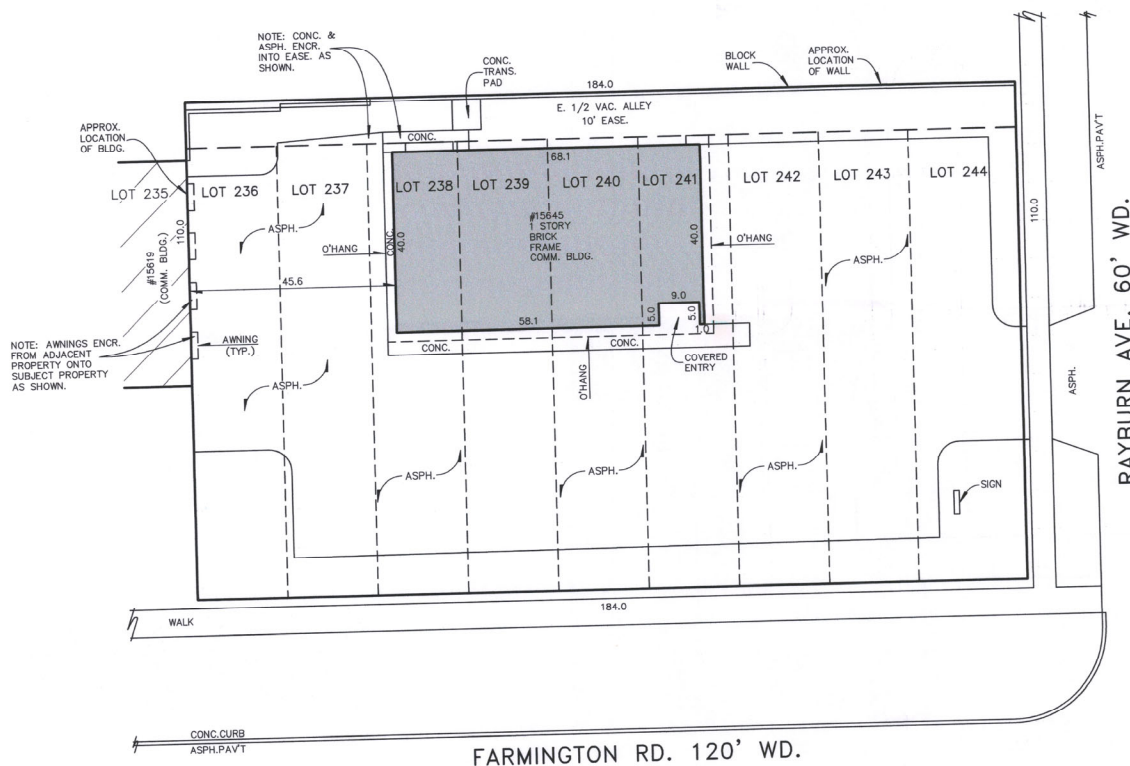 NOTE: CONC. &
ASPH. ENCR.
INTO EASE. AS
SHOWN.
CONC.
TRANS.
PAD
184.0
BLOCK
WALL
APPROX.
LOCATION
OF WALL
E. 1/2 VAC. ALLEY
10' EASE.
APPROX.
LOCATION
OF BLDG.
CONC.
68.1
LOT 235
LOT 236
LOT 237
LOT 238
LOT 239
LOT 240
LOT 241
LOT 242
LOT 243
LOT 244
ASPH.PAV'T
110.0
#15619
(COMM. BLDG.)
ASPH.
O'HANG
CONC.
40.0
#15645
1 STORY
BRICK
FRAME
COMM. BLDG.
40.0
O'HANG
ASPH.
110.0
RAYBURN AVE. 60' WD.
45.6
58.1
5.0
9.0
5.0
1.0
NOTE: AWNINGS ENCR.
FROM ADJACENT
PROPERTY ONTO
SUBJECT PROPERTY
AS SHOWN.
AWNING
(TYP.)
CONC.
CONC.
COVERED
ENTRY
O'HANG
ASPH.
ASPH.
ASPH.
ASPH.
ASPH.
SIGN
184.0
WALK
CONC.CURB
ASPH.PAV'T
FARMINGTON RD. 120' WD.